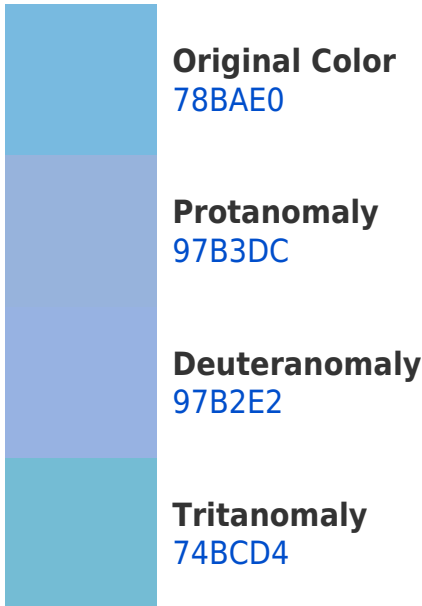 Original Color
78BAE0
Protanomaly
97B3DC
Deuteranomaly
97B2E2
Tritanomaly
74BCD4